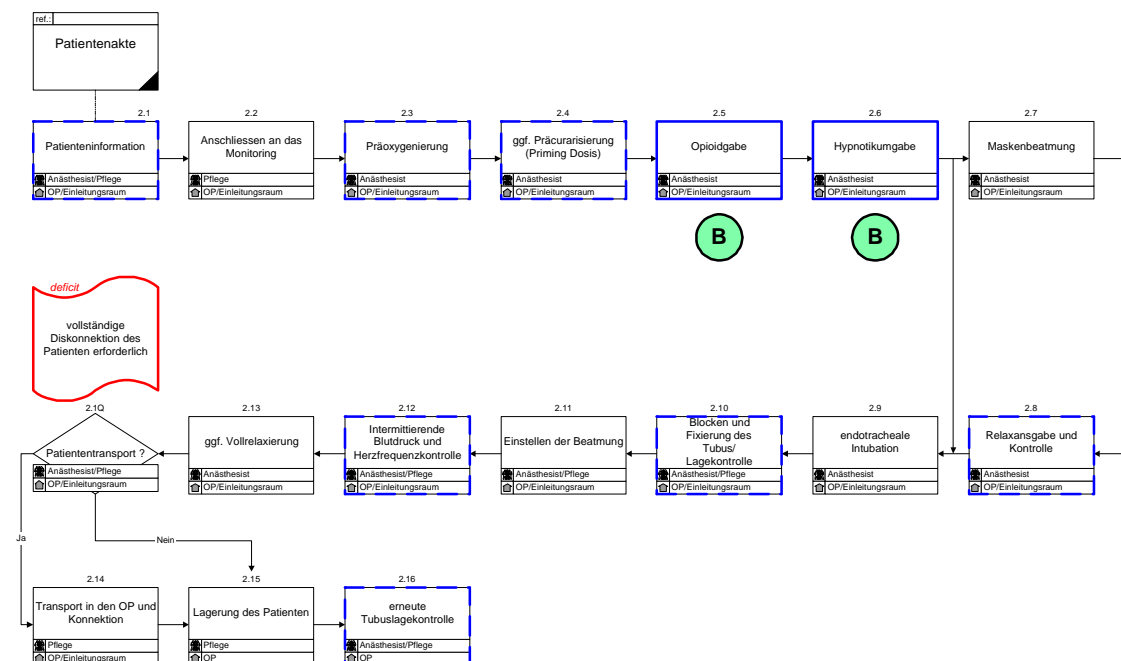 ref.:
Patientenakte
2.1
Patienteninformation
Anästhesist/Pflege
OP/Einleitungsraum
2.2
Anschliessen an das
Monitoring
Pflege
OP/Einleitungsraum
2.3
Präoxygenierung
Anästhesist
OP/Einleitungsraum
2.4
ggf. Präcurarisierung
(Priming Dosis)
Anästhesist
OP/Einleitungsraum
2.5
Opioidgabe
Anästhesist
OP/Einleitungsraum
B
2.6
Hypnotikumgabe
Anästhesist
OP/Einleitungsraum
B
2.7
Maskenbeatmung
Anästhesist
OP/Einleitungsraum
deficit
vollständige
Diskonnektion des
Patienten erforderlich
2.1Q
Patiententransport ?
Anästhesist/Pflege
OP/Einleitungsraum
2.13
ggf. Vollrelaxierung
Anästhesist
OP/Einleitungsraum
2.12
Intermittierende
Blutdruck und
Herzfrequenzkontrolle
Anästhesist/Pflege
OP/Einleitungsraum
2.11
Einstellen der Beatmung
Anästhesist
OP/Einleitungsraum
2.10
Blocken und
Fixierung des
Tubus/
Lagekontrolle
Anästhesist/Pflege
OP/Einleitungsraum
2.9
endotracheale
Intubation
Anästhesist
OP/Einleitungsraum
2.8
Relaxansgabe und
Kontrolle
Anästhesist
OP/Einleitungsraum
Ja
Nein
2.14
Transport in den OP und
Konnektion
Pflege
OP/Einleitungsraum
2.15
Lagerung des Patienten
Pflege
OP
2.16
erneute
Tubuslagekontrolle
Anästhesist/Pflege
OP